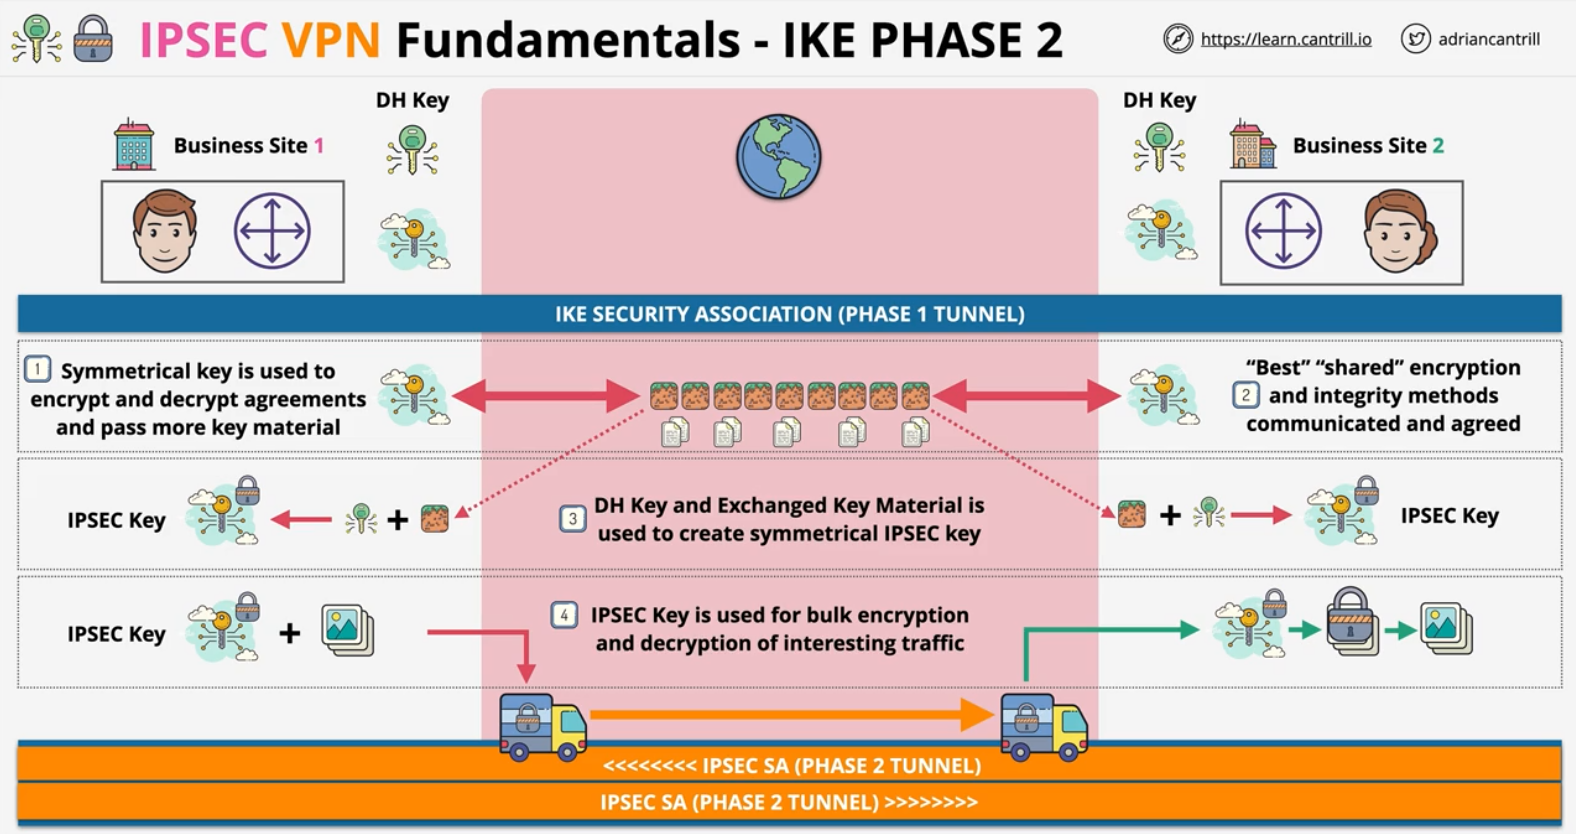 IPSEC VPN Fundamentals - IKE PHASE 2
https://learn.cantrill.io
adriancantrill
DH Key
DH Key
Business Site 1
Business Site 2
IKE SECURITY ASSOCIATION (PHASE 1 TUNNEL)
1 Symmetrical key is used to
encrypt and decrypt agreements
and pass more key material
“Best” “shared” encryption
2 and integrity methods
communicated and agreed
IPSEC Key
+
3 DH Key and Exchanged Key Material is
used to create symmetrical IPSEC key
+
IPSEC Key
IPSEC Key
+
4 IPSEC Key is used for bulk encryption
and decryption of interesting traffic
<<<<<<<< IPSEC SA (PHASE 2 TUNNEL)
IPSEC SA (PHASE 2 TUNNEL) >>>>>>>>